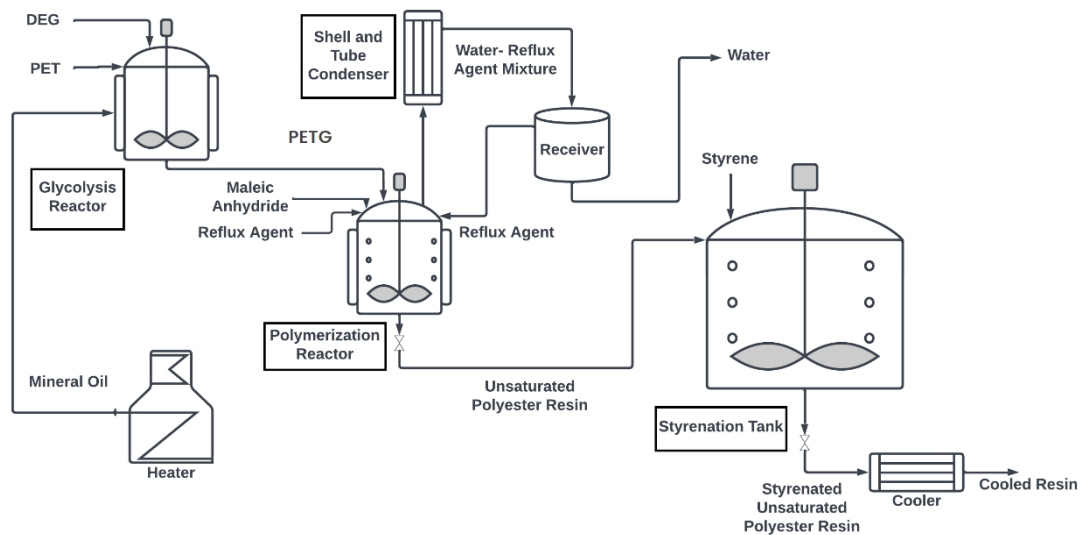 DEG
PET
Shell and
Tube
Condenser
Water- Reflux
Agent Mixture
Water
PETG
Receiver
Styrene
Glycolysis
Reactor
Maleic
Anhydride
Reflux Agent
Reflux Agent
Polymerization
Reactor
Mineral Oil
Unsaturated
Polyester Resin
Styrenation Tank
Heater
Styrenated
Unsaturated
Polyester Resin
Cooler
Cooled Resin